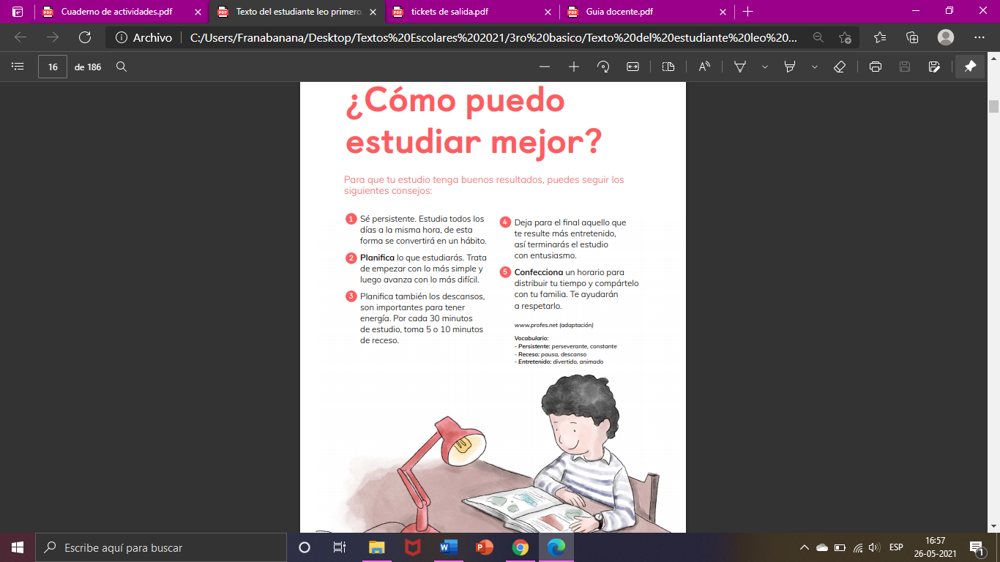 Cuaderno de actividades.pdf
Texto del estudiante leo primero.
tickets de salida.pdf
Guia docente.pdf
Archivo
C:/Users/Franabanana/Desktop/Textos%20Escolares%202021/3ro%20basico/Texto%20del%20estudiante%20leo%20...
16
de 186
¿Cómo puedo
estudiar mejor?
Para que tu estudio tenga buenos resultados, puedes seguir los
siguientes consejos:
1 Sé persistente. Estudia todos los
días a la misma hora, de esta
forma se convertirá en un hábito.
2 Planifica lo que estudiarás. Trata
de empezar con lo más simple y
luego avanza con lo más difícil.
3 Planifica también los descansos,
son importantes para tener
energía. Por cada 30 minutos
de estudio, toma 5 o 10 minutos
de receso.
4 Deja para el final aquello que
te resulte más entretenido,
así terminarás el estudio
con entusiasmo.
5 Confecciona un horario para
distribuir tu tiempo y compártelo
con tu familia. Te ayudarán
a respetarlo.
www.profes.net (adaptación)
Vocabulario:
- Persistente: perseverante, constante
- Receso: pausa, descanso
- Entretenido: divertido, animado
Escribe aquí para buscar
ESP
16:57
26-05-2021
1